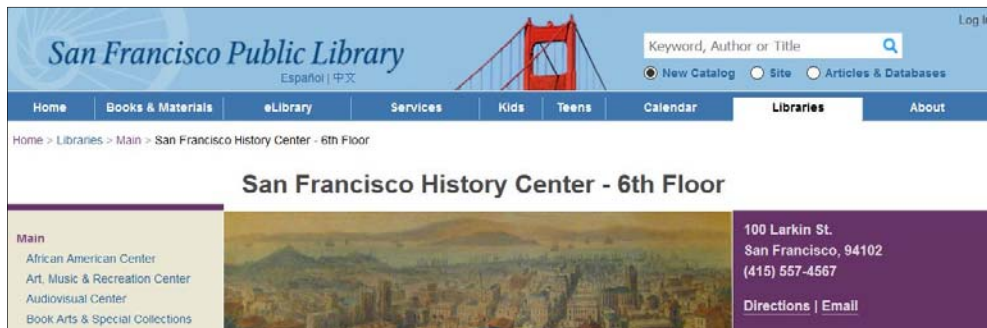 Log In
San Francisco Public Library
Español | 中文
Keyword, Author or Title
New Catalog Site Articles & Databases
Home Books & Materials eLibrary Services Kids Teens Calendar Libraries About
Home > Libraries > Main > San Francisco History Center - 6th Floor
San Francisco History Center - 6th Floor
Main
African American Center
Art, Music & Recreation Center
Audiovisual Center
Book Arts & Special Collections
100 Larkin St.
San Francisco, 94102
(415) 557-4567
Directions | Email